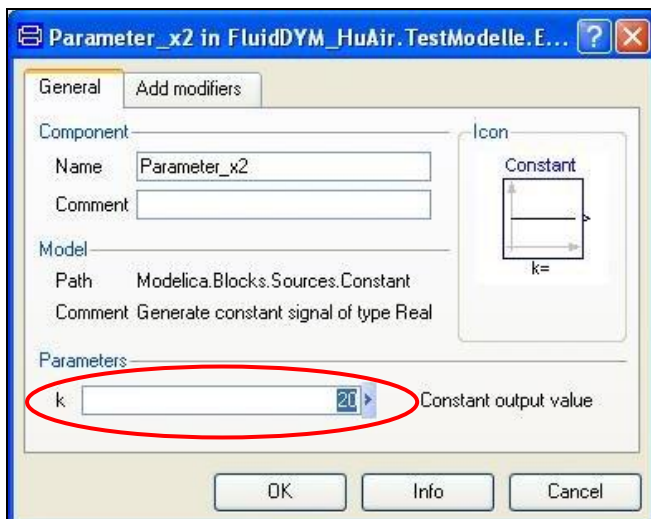 Parameter_x2 in FluidDYM_HuAir.TestModelle.E... ?
General Add modifiers
Component
Name Parameter_x2
Comment
Model
Path Modelica.Blocks.Sources.Constant
Comment Generate constant signal of type Real
Icon
Constant
k=
Parameters
k 20 Constant output value
OK Info Cancel